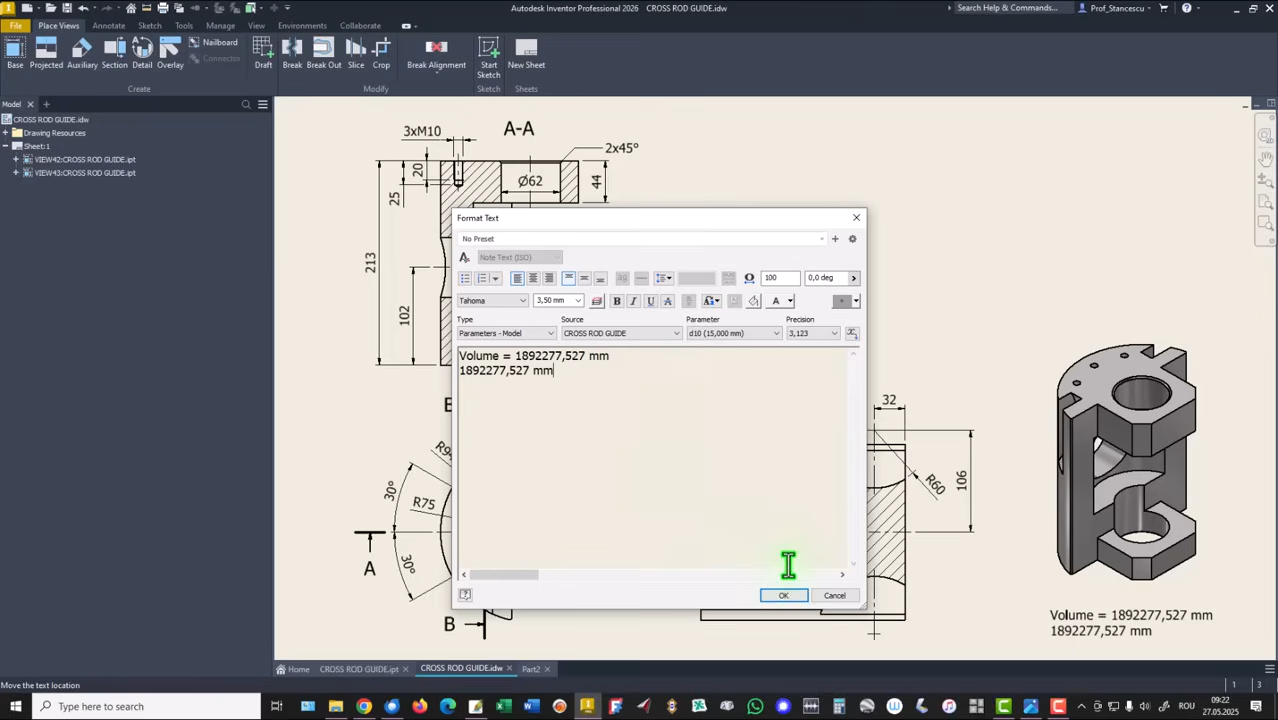 Autodesk Inventor Professional 2026 CROSS ROD GUIDE.idw
Search Help & Commands...
Prof_Stancescu
File Place Views Annotate Sketch Tools Manage View Environments Collaborate
Base Projected Auxiliary Section Detail Overlay
Nailboard
Connector
Draft Break Break Out Slice Crop
Break Alignment
Start Sketch
New Sheet
Create Modify Sketch Sheets
Model
CROSS ROD GUIDE.idw
Drawing Resources
Sheet:1
VIEW42:CROSS ROD GUIDE.ipt
VIEW43:CROSS ROD GUIDE.ipt
3xM10
A-A
2x45°
20
25
Ø62
44
213
102
Format Text
No Preset
Note Text (ISO)
100
0,0 deg
Tahoma
3,50 mm
B I U A
Type Source Parameter Precision
Parameters - Model CROSS ROD GUIDE d10 (15,000 mm) 3,123
Volume = 1892277,527 mm
1892277,527 mm
OK Cancel
32
106
R60
R75
30°
30°
A
B
Volume = 1892277,527 mm
1892277,527 mm
Home CROSS ROD GUIDE.ipt CROSS ROD GUIDE.idw Part2
Move the text location
1 3
Type here to search
ROU
09:22
27.05.2025